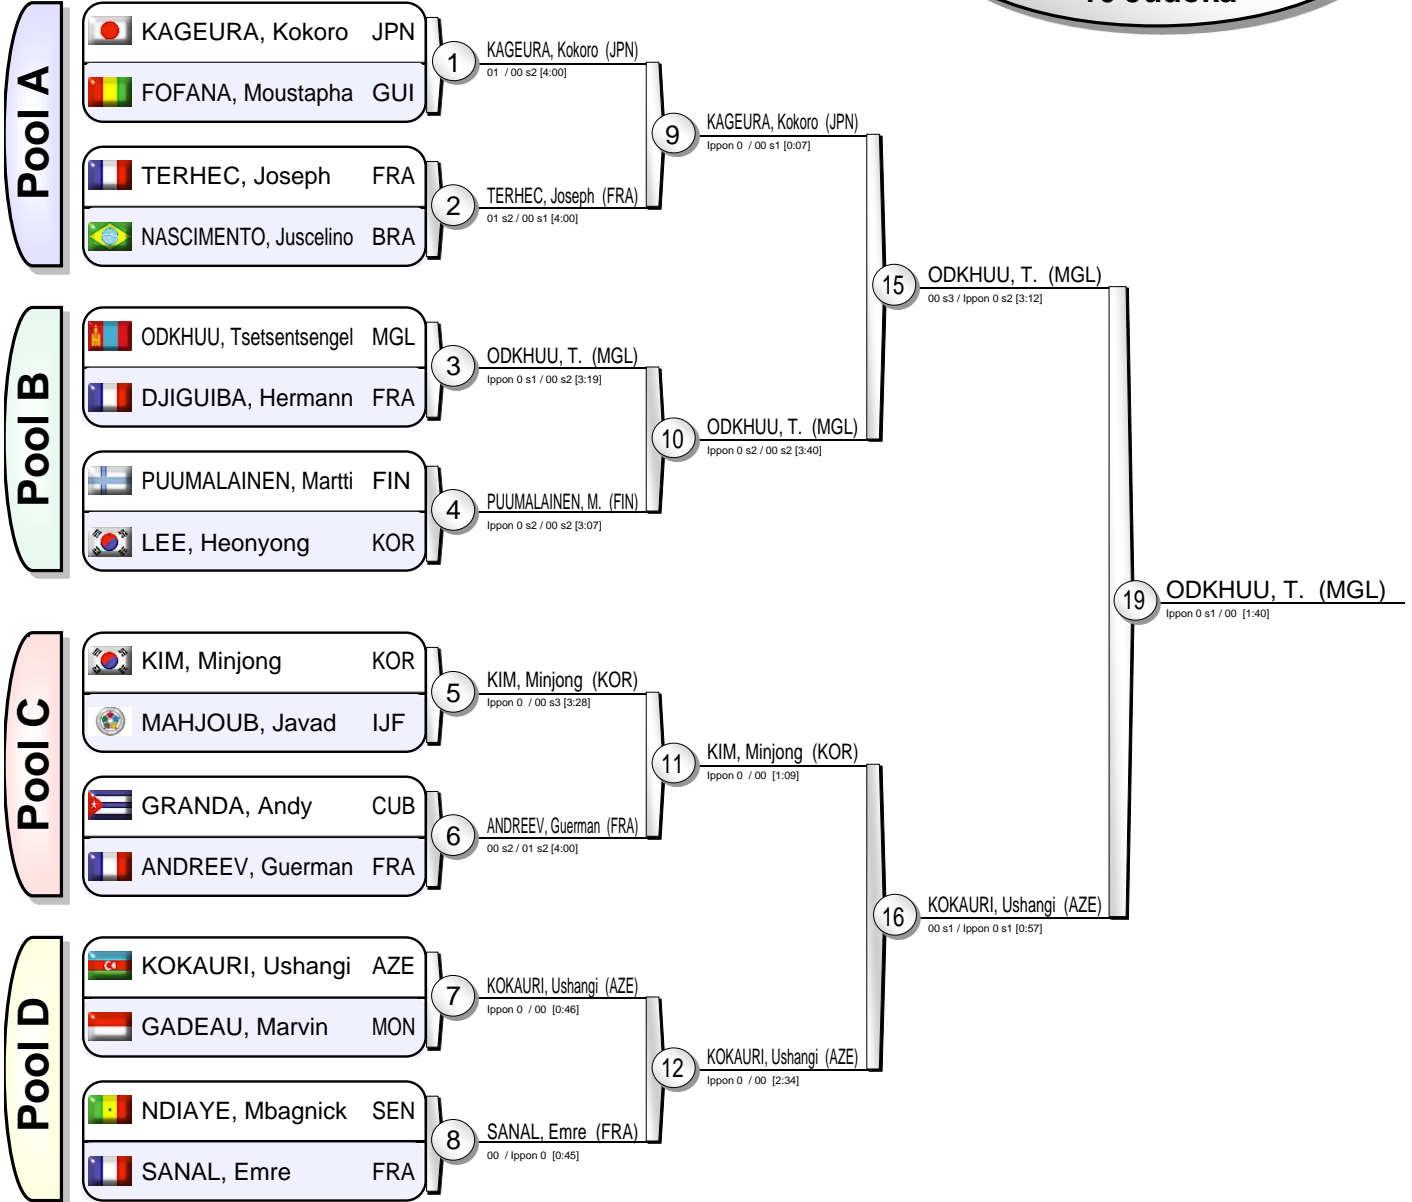 16 Judoka
Pool A
KAGEURA, Kokoro JPN
FOFANA, Moustapha GUI
TERHEC, Joseph FRA
NASCIMENTO, Juscelino BRA
1
KAGEURA, Kokoro (JPN)
01 / 00 s2 [4:00]
2
TERHEC, Joseph (FRA)
01 s2 / 00 s1 [4:00]
9
KAGEURA, Kokoro (JPN)
Ippon 0 / 00 s1 [0:07]
Pool B
ODKHUU, Tsetsentsengel MGL
DJIGUIBA, Hermann FRA
PUUMALAINEN, Martti FIN
LEE, Heonyong KOR
3
ODKHUU, T. (MGL)
Ippon 0 s1 / 00 s2 [3:19]
4
PUUMALAINEN, M. (FIN)
Ippon 0 s2 / 00 s2 [3:07]
10
ODKHUU, T. (MGL)
Ippon 0 s2 / 00 s2 [3:40]
15
ODKHUU, T. (MGL)
00 s3 / Ippon 0 s2 [3:12]
Pool C
KIM, Minjong KOR
MAHJOUB, Javad IJF
GRANDA, Andy CUB
ANDREEV, Guerman FRA
5
KIM, Minjong (KOR)
Ippon 0 / 00 s3 [3:28]
6
ANDREEV, Guerman (FRA)
00 s2 / 01 s2 [4:00]
11
KIM, Minjong (KOR)
Ippon 0 / 00 [1:09]
Pool D
KOKAURI, Ushangi AZE
GADEAU, Marvin MON
NDIAYE, Mbagnick SEN
SANAL, Emre FRA
7
KOKAURI, Ushangi (AZE)
Ippon 0 / 00 [0:46]
8
SANAL, Emre (FRA)
00 / Ippon 0 [0:45]
12
KOKAURI, Ushangi (AZE)
Ippon 0 / 00 [2:34]
16
KOKAURI, Ushangi (AZE)
00 s1 / Ippon 0 s1 [0:57]
19
ODKHUU, T. (MGL)
Ippon 0 s1 / 00 [1:40]